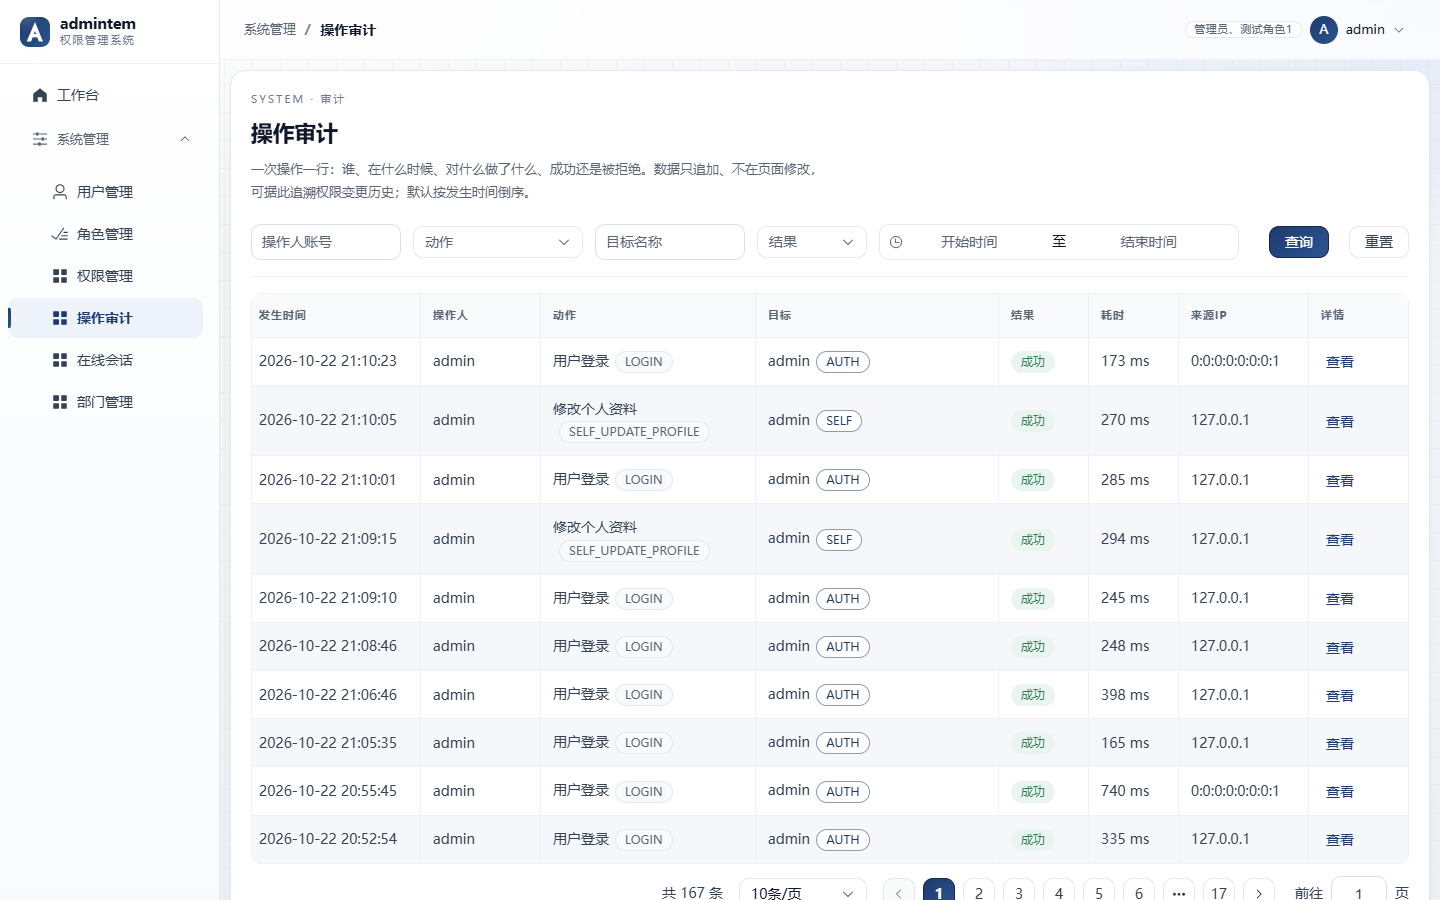 admintem
权限管理系统
系统管理 / 操作审计
管理员、测试角色1
A
admin
工作台
系统管理
用户管理
角色管理
权限管理
操作审计
在线会话
部门管理
SYSTEM · 审计
操作审计
一次操作一行：谁、在什么时候、对什么做了什么、成功还是被拒绝。数据只追加、不在页面修改，
可据此追溯权限变更历史；默认按发生时间倒序。
操作人账号 动作 目标名称 结果 开始时间 至 结束时间 查询 重置
发生时间 操作人 动作 目标 结果 耗时 来源IP 详情
2026-10-22 21:10:23 admin 用户登录 LOGIN admin AUTH 成功 173 ms 0:0:0:0:0:0:0:1 查看
2026-10-22 21:10:05 admin 修改个人资料 SELF_UPDATE_PROFILE admin SELF 成功 270 ms 127.0.0.1 查看
2026-10-22 21:10:01 admin 用户登录 LOGIN admin AUTH 成功 285 ms 127.0.0.1 查看
2026-10-22 21:09:15 admin 修改个人资料 SELF_UPDATE_PROFILE admin SELF 成功 294 ms 127.0.0.1 查看
2026-10-22 21:09:10 admin 用户登录 LOGIN admin AUTH 成功 245 ms 127.0.0.1 查看
2026-10-22 21:08:46 admin 用户登录 LOGIN admin AUTH 成功 248 ms 127.0.0.1 查看
2026-10-22 21:06:46 admin 用户登录 LOGIN admin AUTH 成功 398 ms 127.0.0.1 查看
2026-10-22 21:05:35 admin 用户登录 LOGIN admin AUTH 成功 165 ms 127.0.0.1 查看
2026-10-22 20:55:45 admin 用户登录 LOGIN admin AUTH 成功 740 ms 0:0:0:0:0:0:0:1 查看
2026-10-22 20:52:54 admin 用户登录 LOGIN admin AUTH 成功 335 ms 127.0.0.1 查看
共 167 条 10条/页 1 2 3 4 5 6 ••• 17 前往 1 页